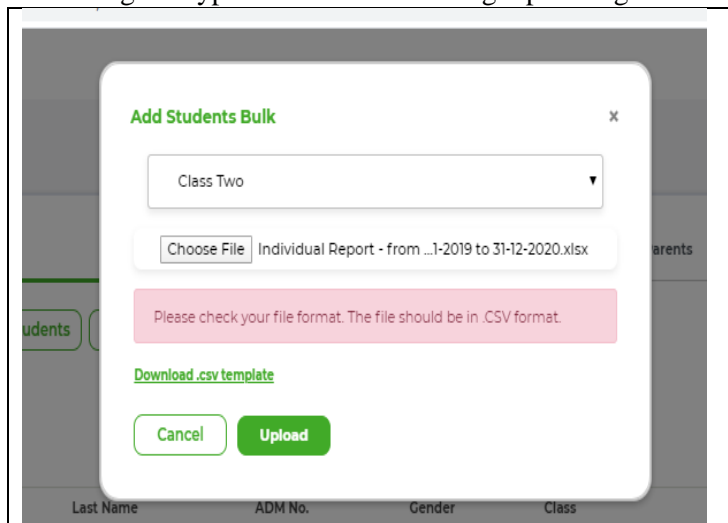 Add Students Bulk x
Class Two
Choose File Individual Report - from ...1-2019 to 31-12-2020.xlsx
arents
Please check your file format. The file should be in .CSV format.
udents
Download .csv template
Cancel Upload
Last Name ADM No. Gender Class